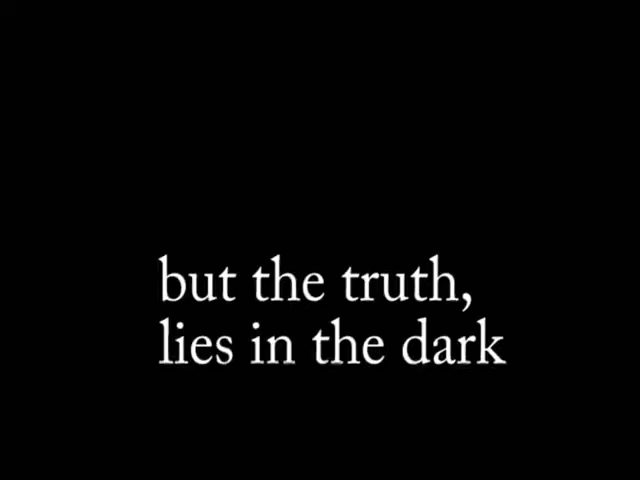 but the truth,
lies in the dark